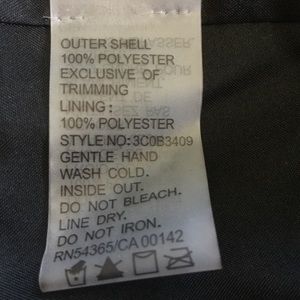 OUTER SHELL
100% POLYESTER
EXCLUSIVE OF
TRIMMING
LINING:
100% POLYESTER
STYLE NO:3C0B3409
GENTLE HAND
WASH COLD.
INSIDE OUT.
DO NOT BLEACH.
LINE DRY.
DO NOT IRON.
RN54365/CA 00142